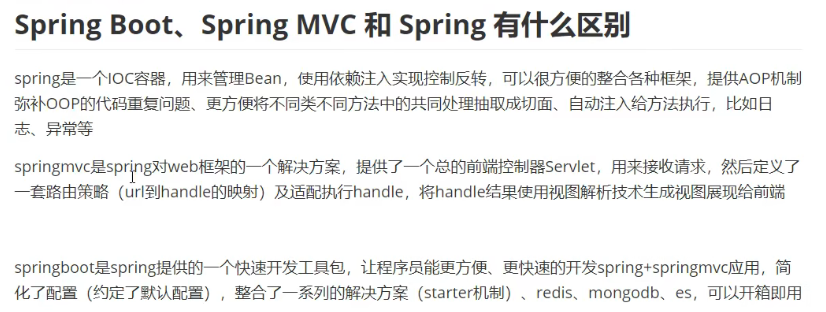 Spring Boot、Spring MVC 和 Spring 有什么区别
spring是一个IOC容器，用来管理Bean，使用依赖注入实现控制反转，可以很方便的整合各种框架，提供AOP机制
弥补OOP的代码重复问题、更方便将不同类不同方法中的共同处理抽取成切面、自动注入给方法执行，比如日
志、异常等
springmvc是spring对web框架的一个解决方案，提供了一个总的前端控制器Servlet，用来接收请求，然后定义了
一套路由策略（url到handle的映射）及适配执行handle，将handle结果使用视图解析技术生成视图展现给前端
springboot是spring提供的一个快速开发工具包，让程序员能更方便、更快速的开发spring+springmvc应用，简
化了配置（约定了默认配置），整合了一系列的解决方案（starter机制）、redis、mongodb、es，可以开箱即用